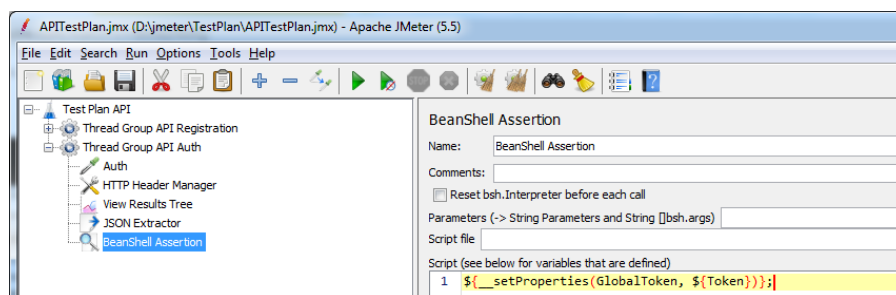 APITestPlan.jmx (D:\jmeter\TestPlan\APITestPlan.jmx) - Apache JMeter (5.5)
File Edit Search Run Options Tools Help
Test Plan API
Thread Group API Registration
Thread Group API Auth
Auth
HTTP Header Manager
View Results Tree
JSON Extractor
BeanShell Assertion
BeanShell Assertion
Name: BeanShell Assertion
Comments:
Reset bsh.Interpreter before each call
Parameters (-> String Parameters and String []bsh.args)
Script file
Script (see below for variables that are defined)
1 ${__setProperties(GlobalToken, ${Token})};